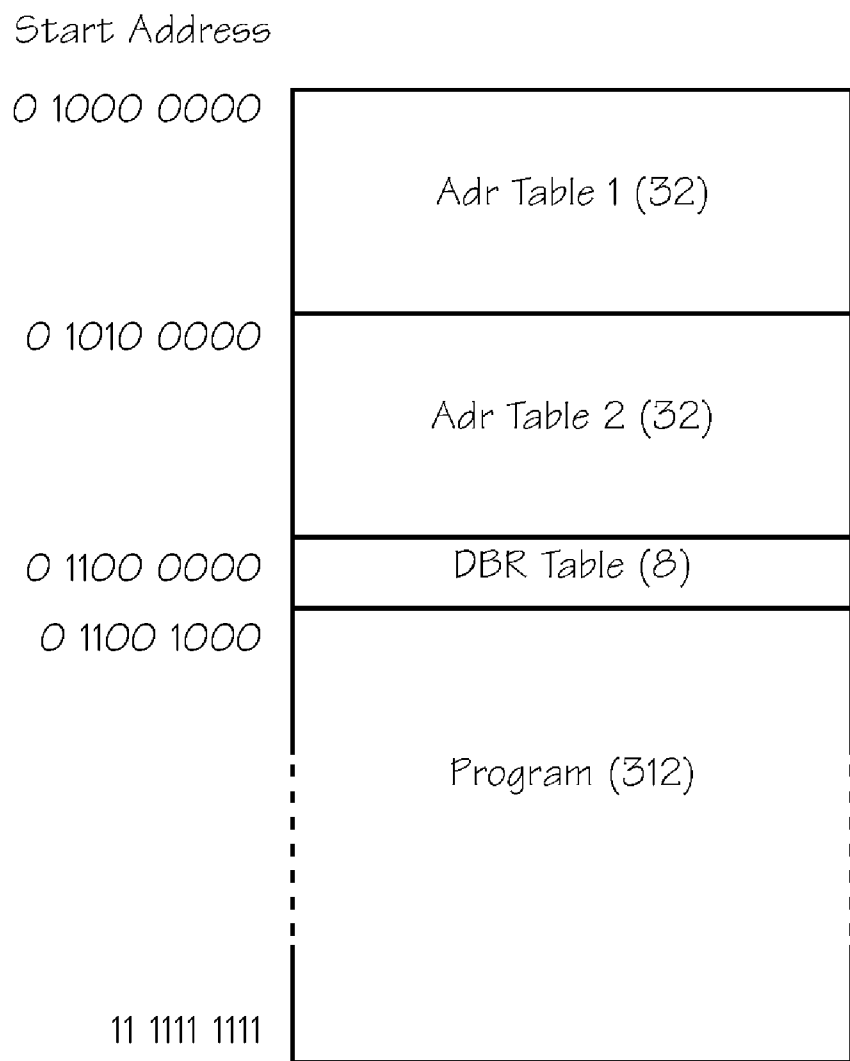 Start Address
0 1000 0000
Adr Table 1 (32)
0 1010 0000
Adr Table 2 (32)
0 1100 0000
DBR Table (8)
0 1100 1000
Program (312)
11 1111 1111